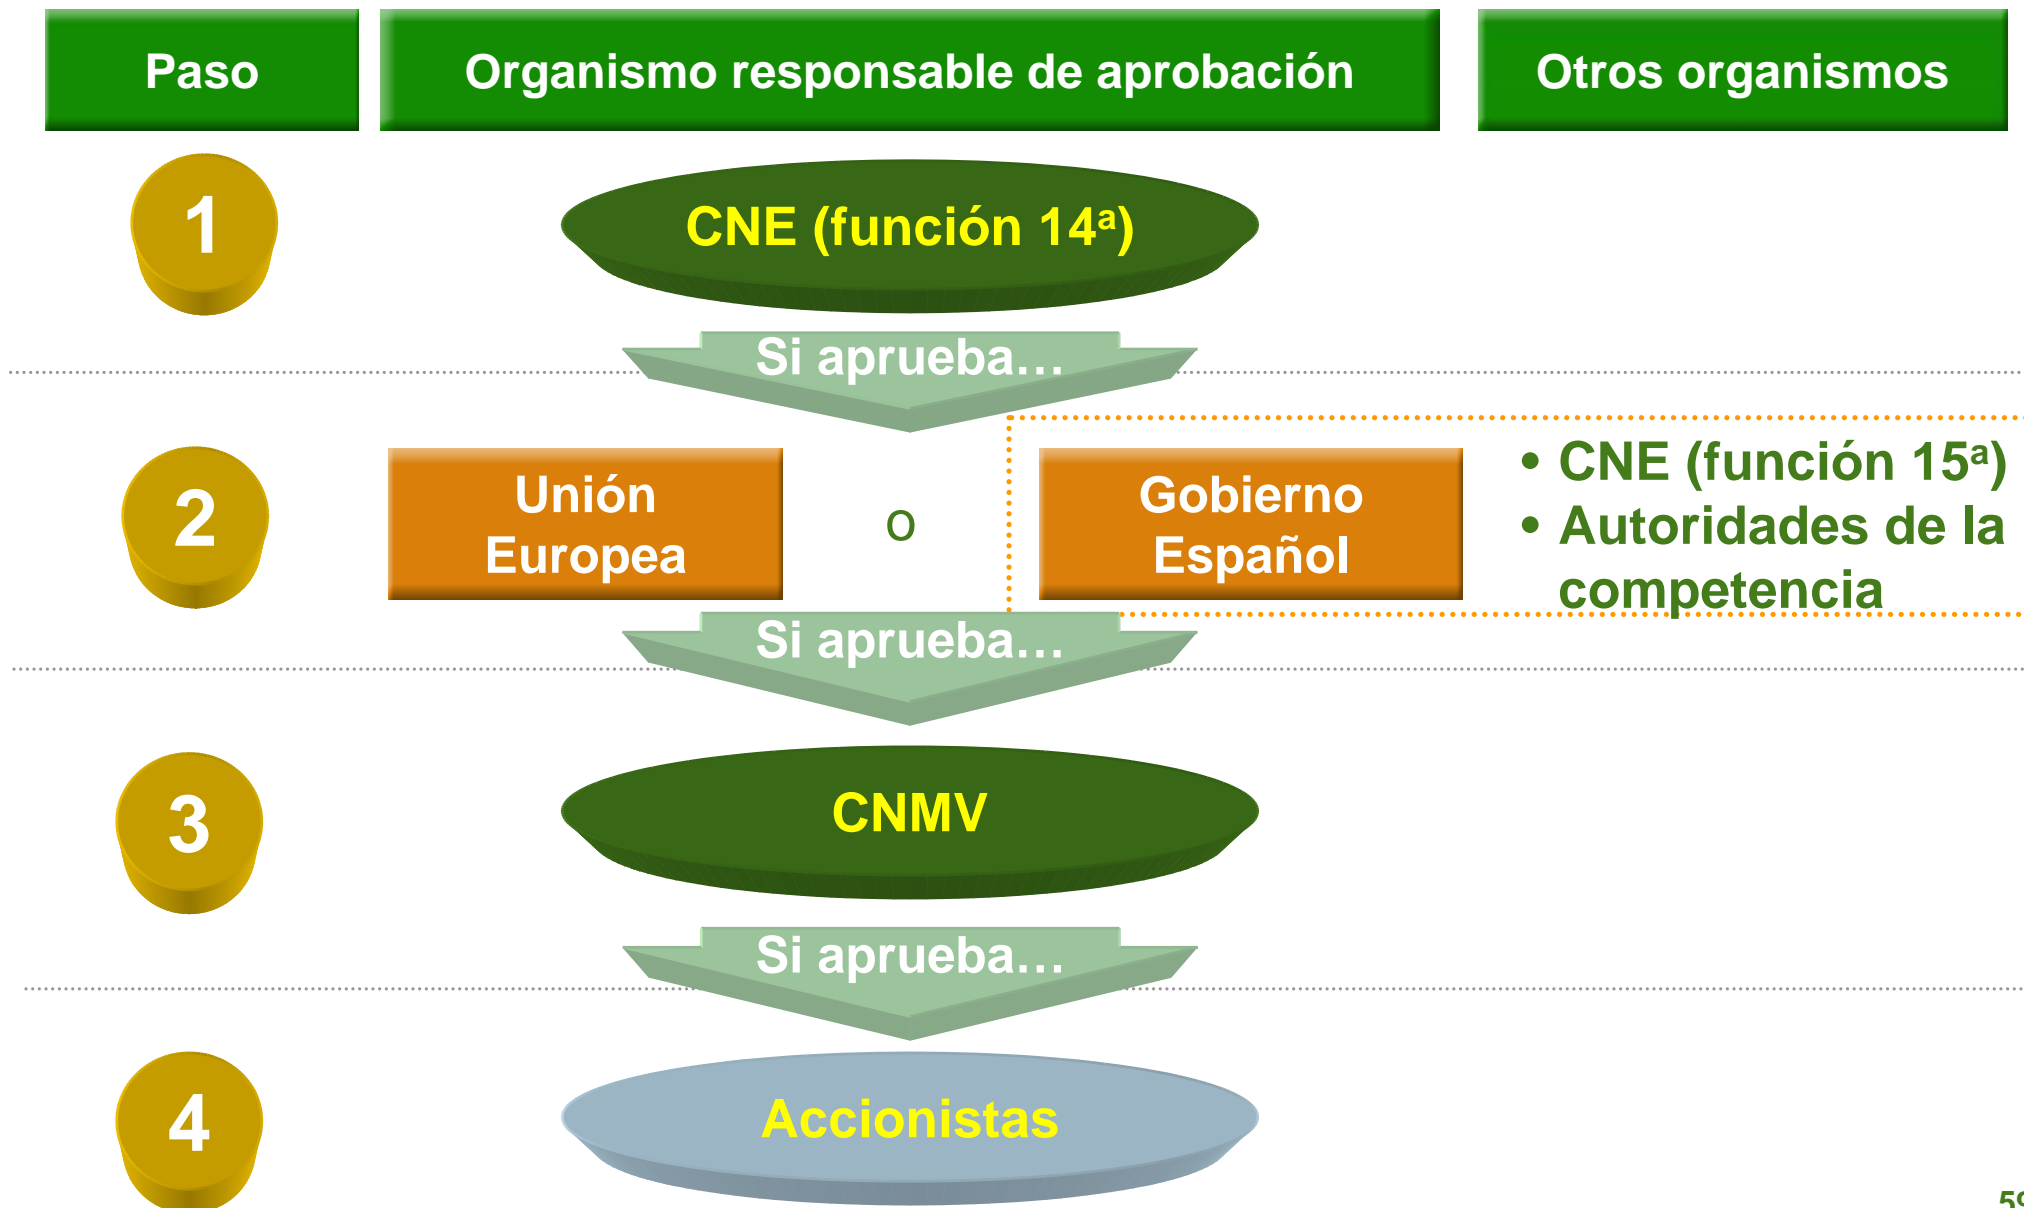 Paso
Organismo responsable de aprobación
Otros organismos
1
CNE (función 14ª)
Si aprueba…
2
Unión
Europea
o
Gobierno
Español
• CNE (función 15ª)
• Autoridades de la
competencia
Si aprueba…
3
CNMV
Si aprueba…
4
Accionistas